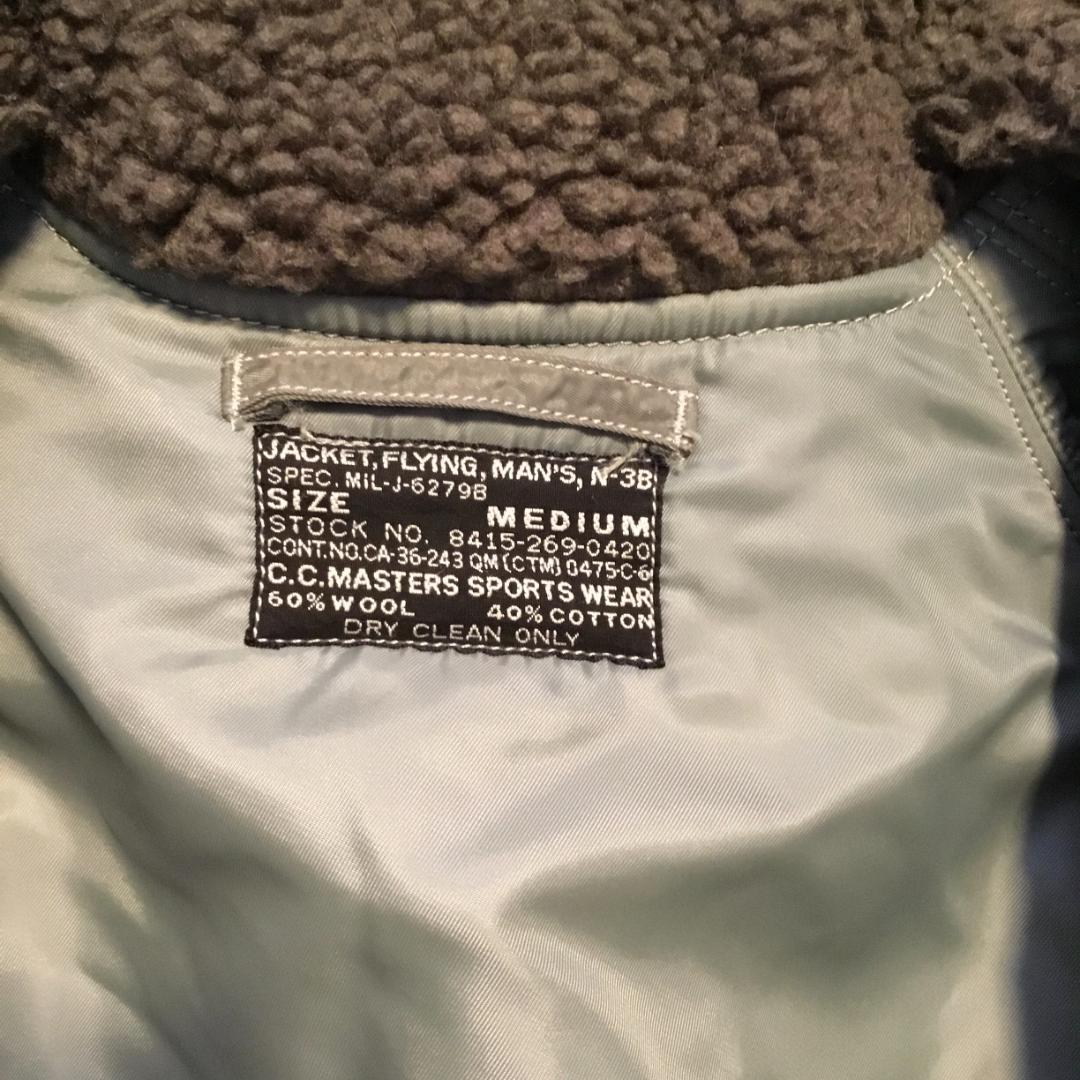 JACKET, FLYING, MAN'S, N-3B
SPEC. MIL-J-6279B
SIZE MEDIUM
STOCK NO. 8415-269-0420
CONT.NO.CA-36-243 QM (CTM) 0475-C-6
C.C.MASTERS SPORTS WEAR
60% WOOL 40% COTTON
DRY CLEAN ONLY